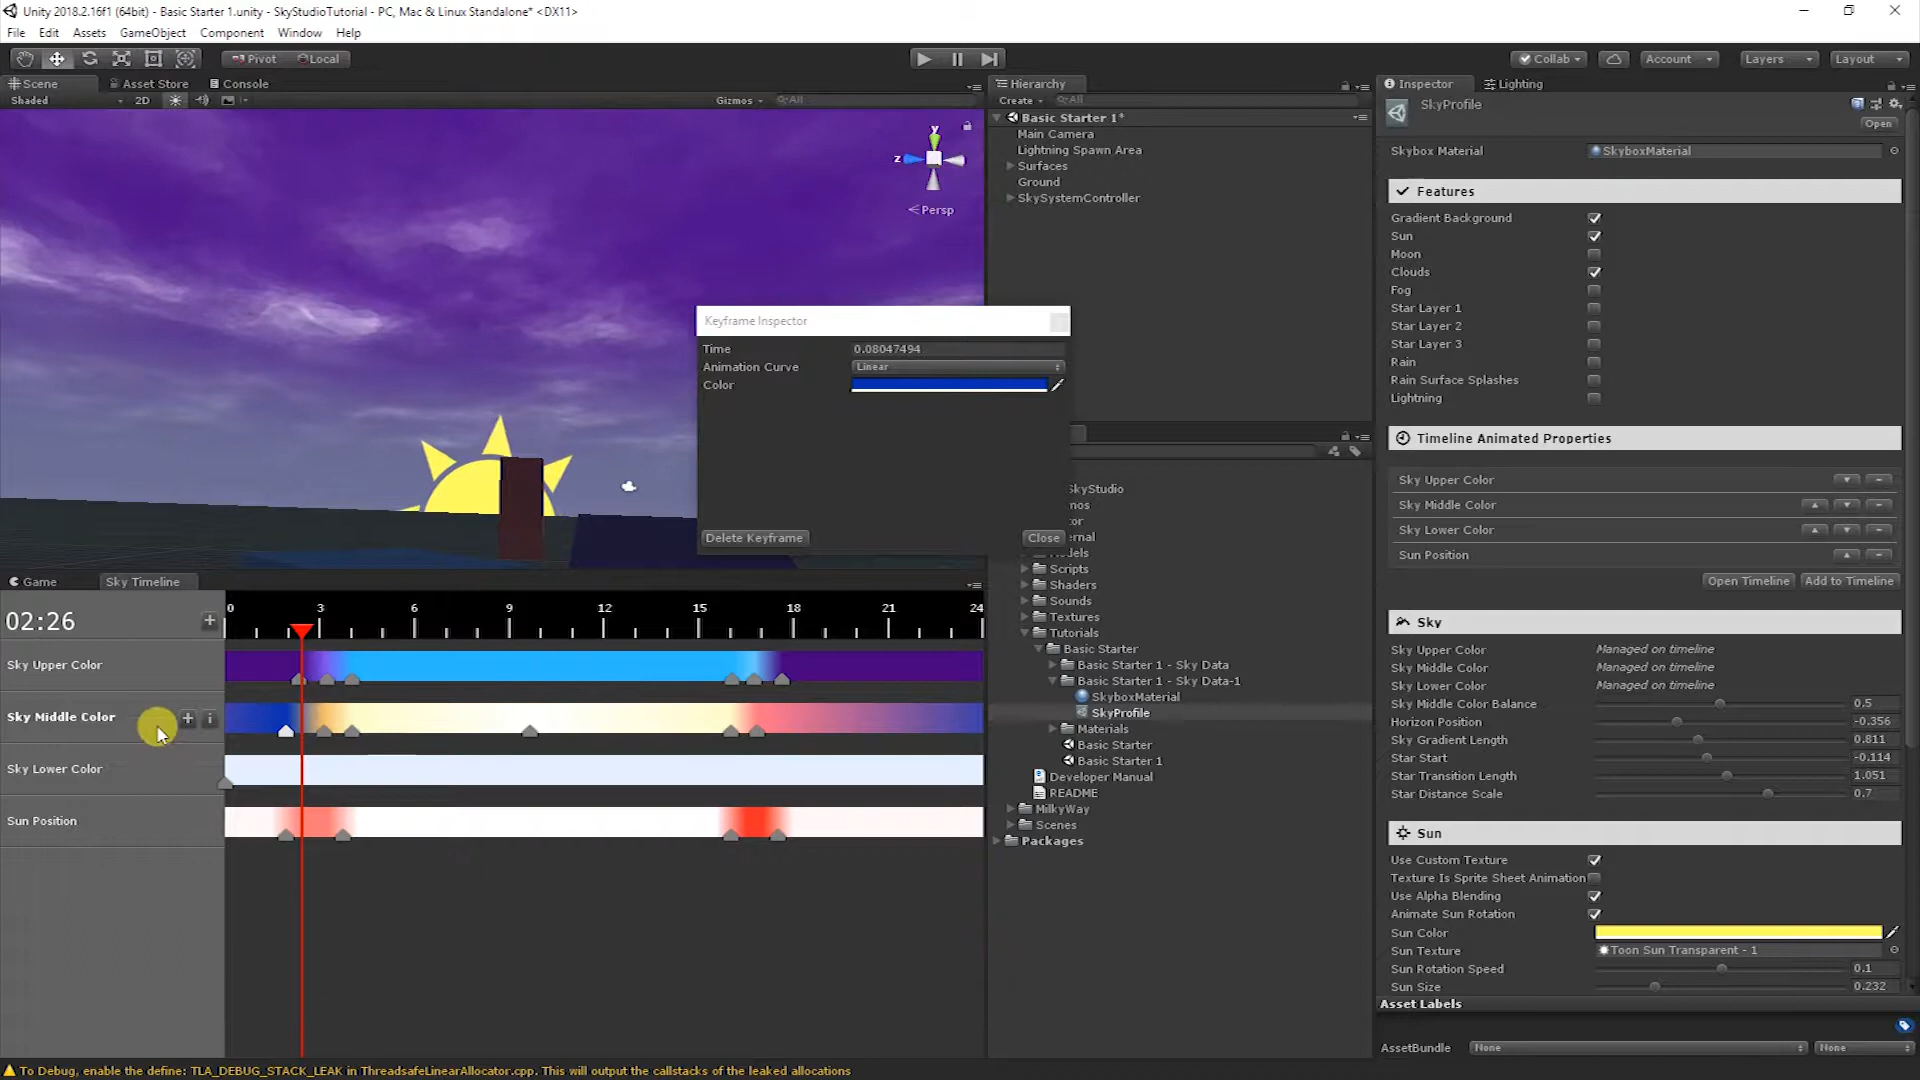 Unity 2018.2.16f1 (64bit) - Basic Starter 1.unity - SkyStudioTutorial - PC, Mac & Linux Standalone* <DX11>
File Edit Assets GameObject Component Window Help
Pivot Local Collab Account Layers Layout
Scene Asset Store Console
Shaded 2D Gizmos All
y
z
Persp
Hierarchy
Create All
Basic Starter 1*
Main Camera
Lightning Spawn Area
Surfaces
Ground
SkySystemController
Keyframe Inspector
Time 0.08047494
Animation Curve Linear
Color
Delete Keyframe Close
SkyStudio
mos
tor
ernal
Models
Scripts
Shaders
Sounds
Textures
Tutorials
Basic Starter
Basic Starter 1 - Sky Data
Basic Starter 1 - Sky Data-1
SkyboxMaterial
SkyProfile
Materials
Basic Starter
Basic Starter 1
Developer Manual
README
MilkyWay
Scenes
Packages
Game Sky Timeline
02:26
0 3 6 9 12 15 18 21 24
Sky Upper Color
Sky Middle Color
Sky Lower Color
Sun Position
Inspector Lighting
SkyProfile
Open
Skybox Material SkyboxMaterial
Features
Gradient Background
Sun
Moon
Clouds
Fog
Star Layer 1
Star Layer 2
Star Layer 3
Rain
Rain Surface Splashes
Lightning
Timeline Animated Properties
Sky Upper Color
Sky Middle Color
Sky Lower Color
Sun Position
Open Timeline Add to Timeline
Sky
Sky Upper Color Managed on timeline
Sky Middle Color Managed on timeline
Sky Lower Color Managed on timeline
Sky Middle Color Balance 0.5
Horizon Position -0.356
Sky Gradient Length 0.811
Star Start -0.114
Star Transition Length 1.051
Star Distance Scale 0.7
Sun
Use Custom Texture
Texture Is Sprite Sheet Animation
Use Alpha Blending
Animate Sun Rotation
Sun Color
Sun Texture Toon Sun Transparent - 1
Sun Rotation Speed 0.1
Sun Size 0.232
Asset Labels
AssetBundle None None
To Debug, enable the define: TLA_DEBUG_STACK_LEAK in ThreadsafeLinearAllocator.cpp. This will output the callstacks of the leaked allocations